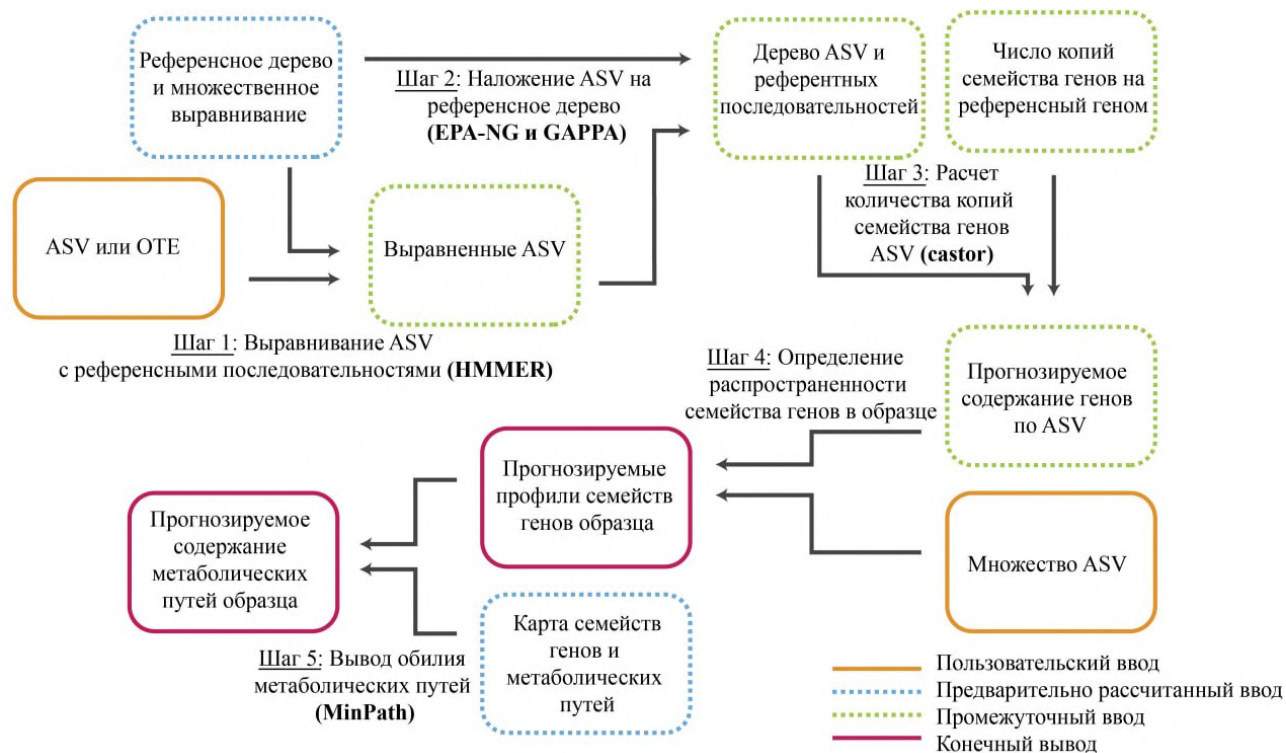 Референсное дерево
и множественное
выравнивание
Шаг 2: Наложение ASV на
референсное дерево
(EPA-NG и GAPPA)
Дерево ASV и
референтных
последовательностей
Число копий
семейства генов на
референсный геном
ASV или ОТЕ
Выравненные ASV
Шаг 3: Расчет
количества копий
семейства генов
ASV (castor)
Шаг 1: Выравнивание ASV
с референсными последовательностями (HMMER)
Шаг 4: Определение
распространенности
семейства генов в образце
Прогнозируемое
содержание генов
по ASV
Прогнозируемые
профили семейств
генов образца
Прогнозируемое
содержание
метаболических
путей образца
Множество ASV
Карта семейств
генов и
метаболических
путей
Шаг 5: Вывод обилия
метаболических путей
(MinPath)
Пользовательский ввод
Предварительно рассчитанный ввод
Промежуточный ввод
Конечный вывод